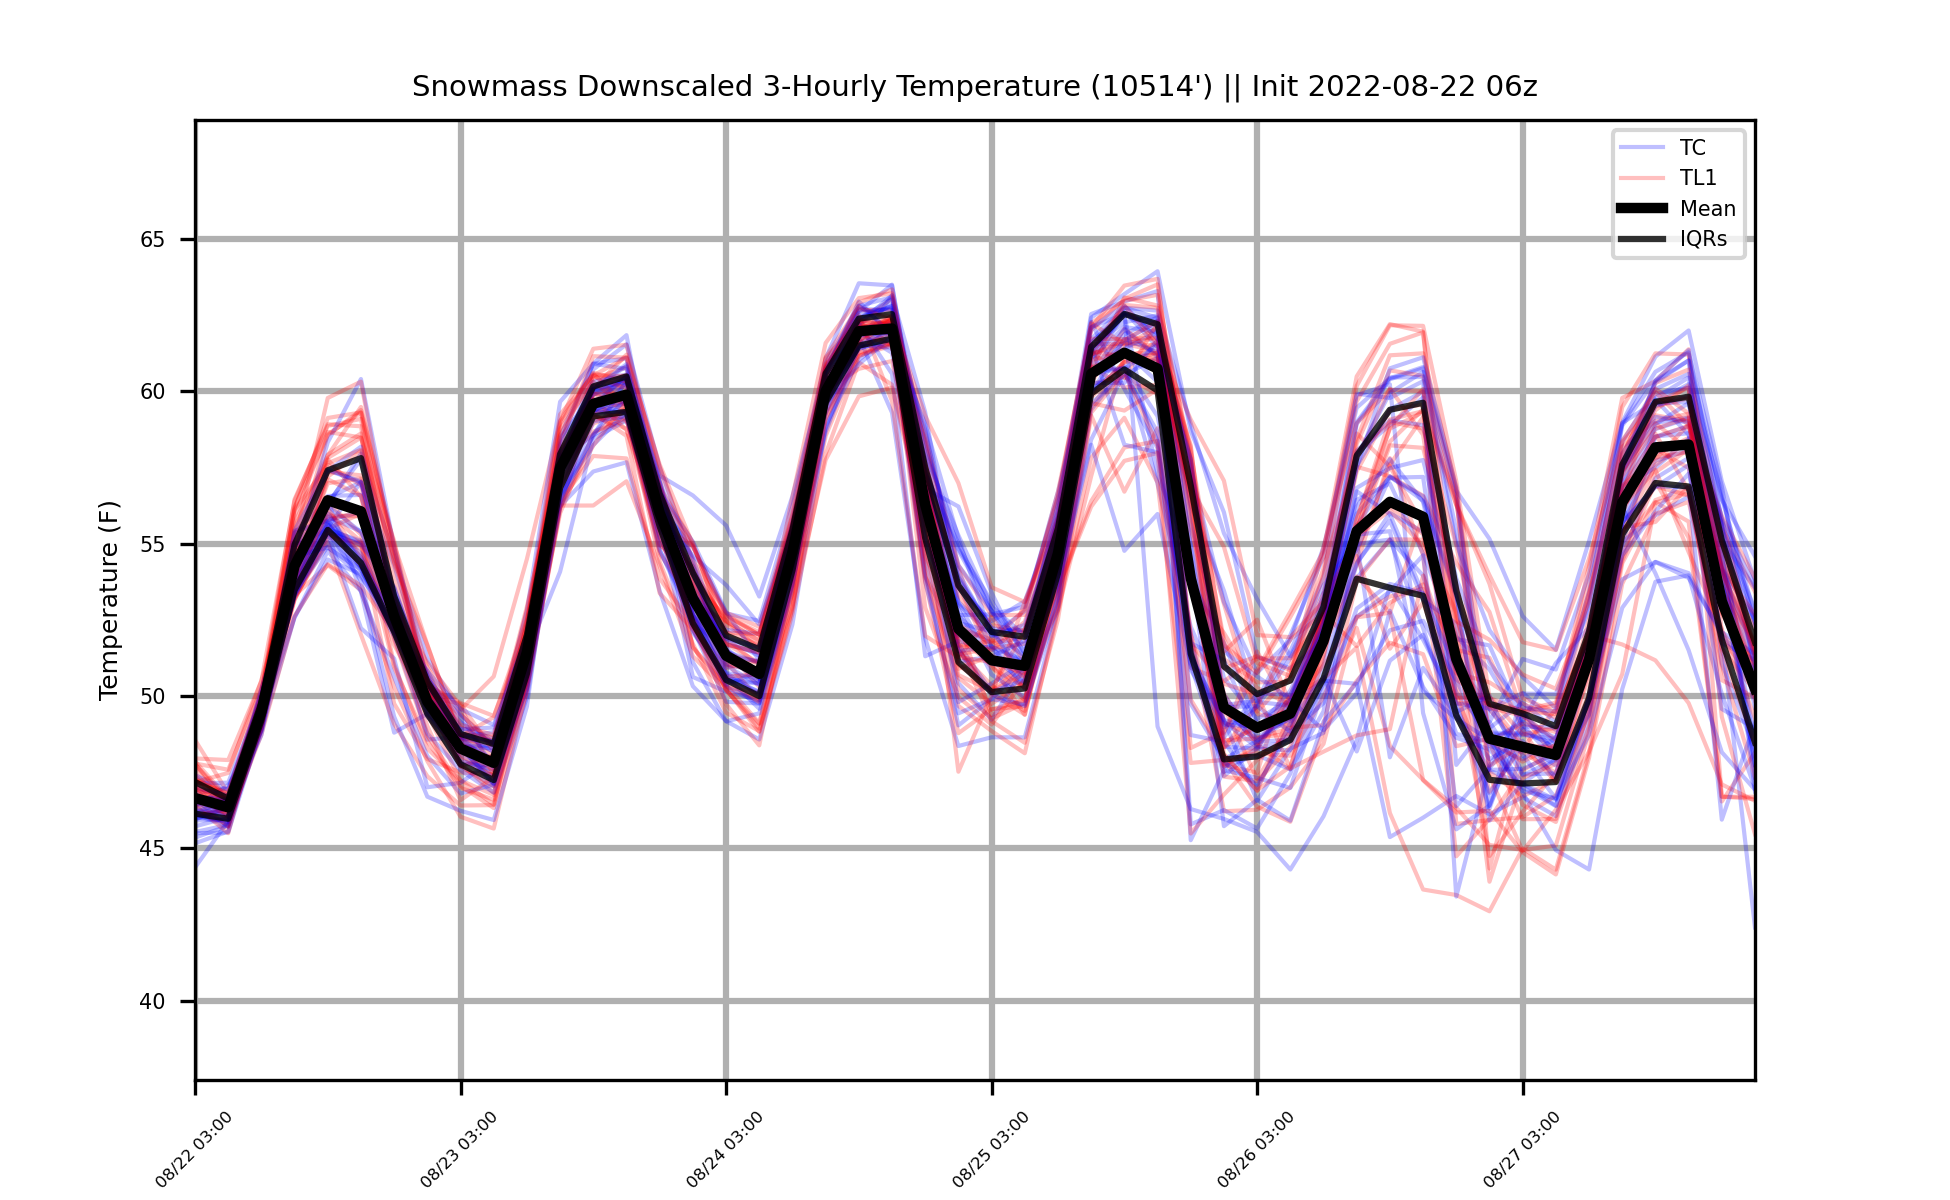 Snowmass Downscaled 3-Hourly Temperature (10514') || Init 2022-08-22 06z
TC
TL1
Mean
IQRs
Temperature (F)
65
60
55
50
45
40
08/22 03:00
08/23 03:00
08/24 03:00
08/25 03:00
08/26 03:00
08/27 03:00